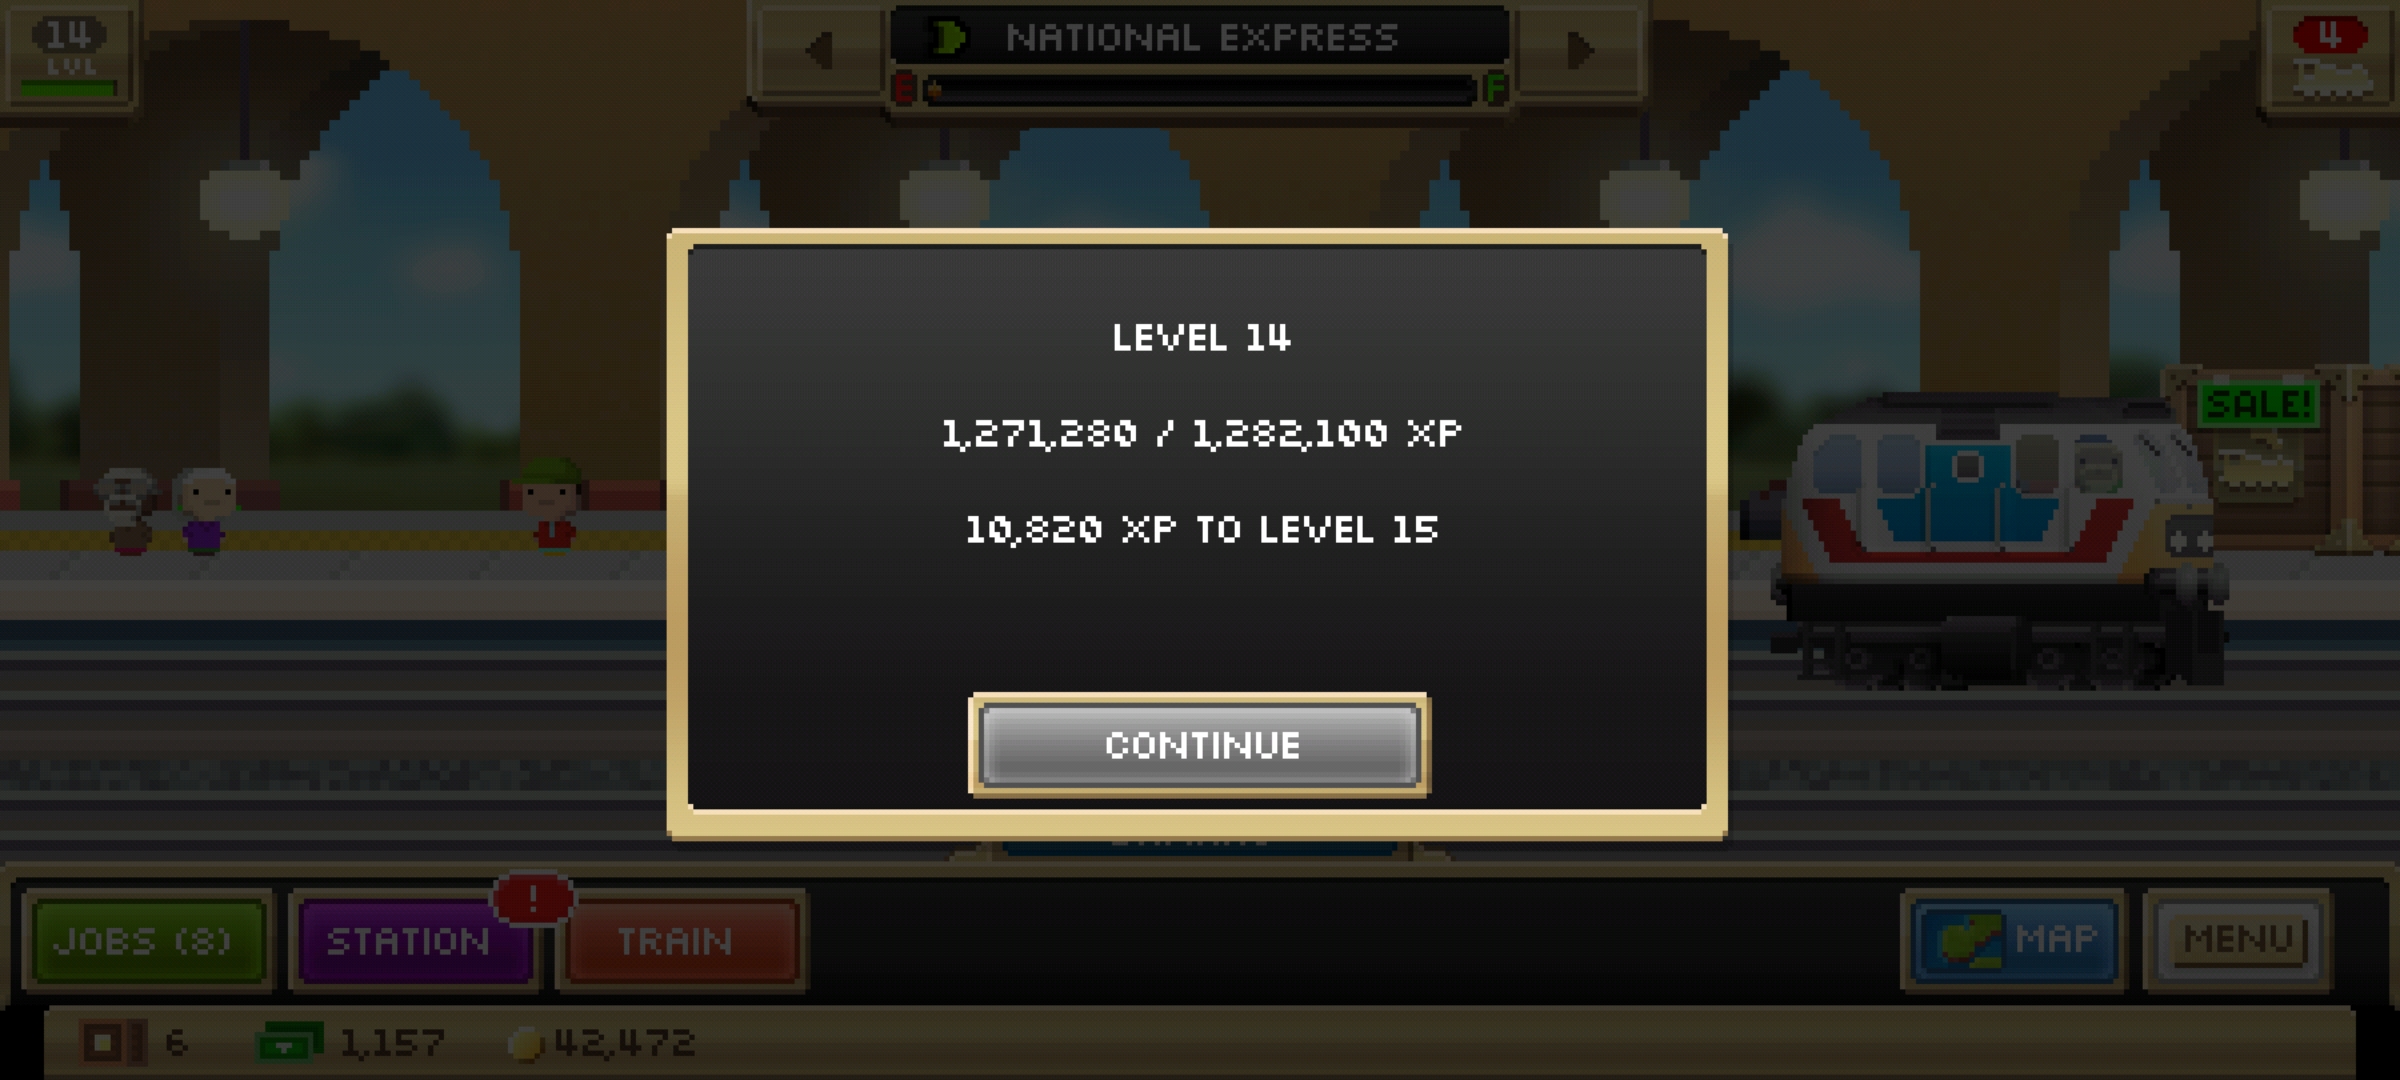 14
LVL
NATIONAL EXPRESS
E
F
4
SALE!
LEVEL 14
1,271,280 / 1,282,100 XP
10,820 XP TO LEVEL 15
CONTINUE
JOBS (8)
STATION
!
TRAIN
MAP
MENU
6
1,157
42,472